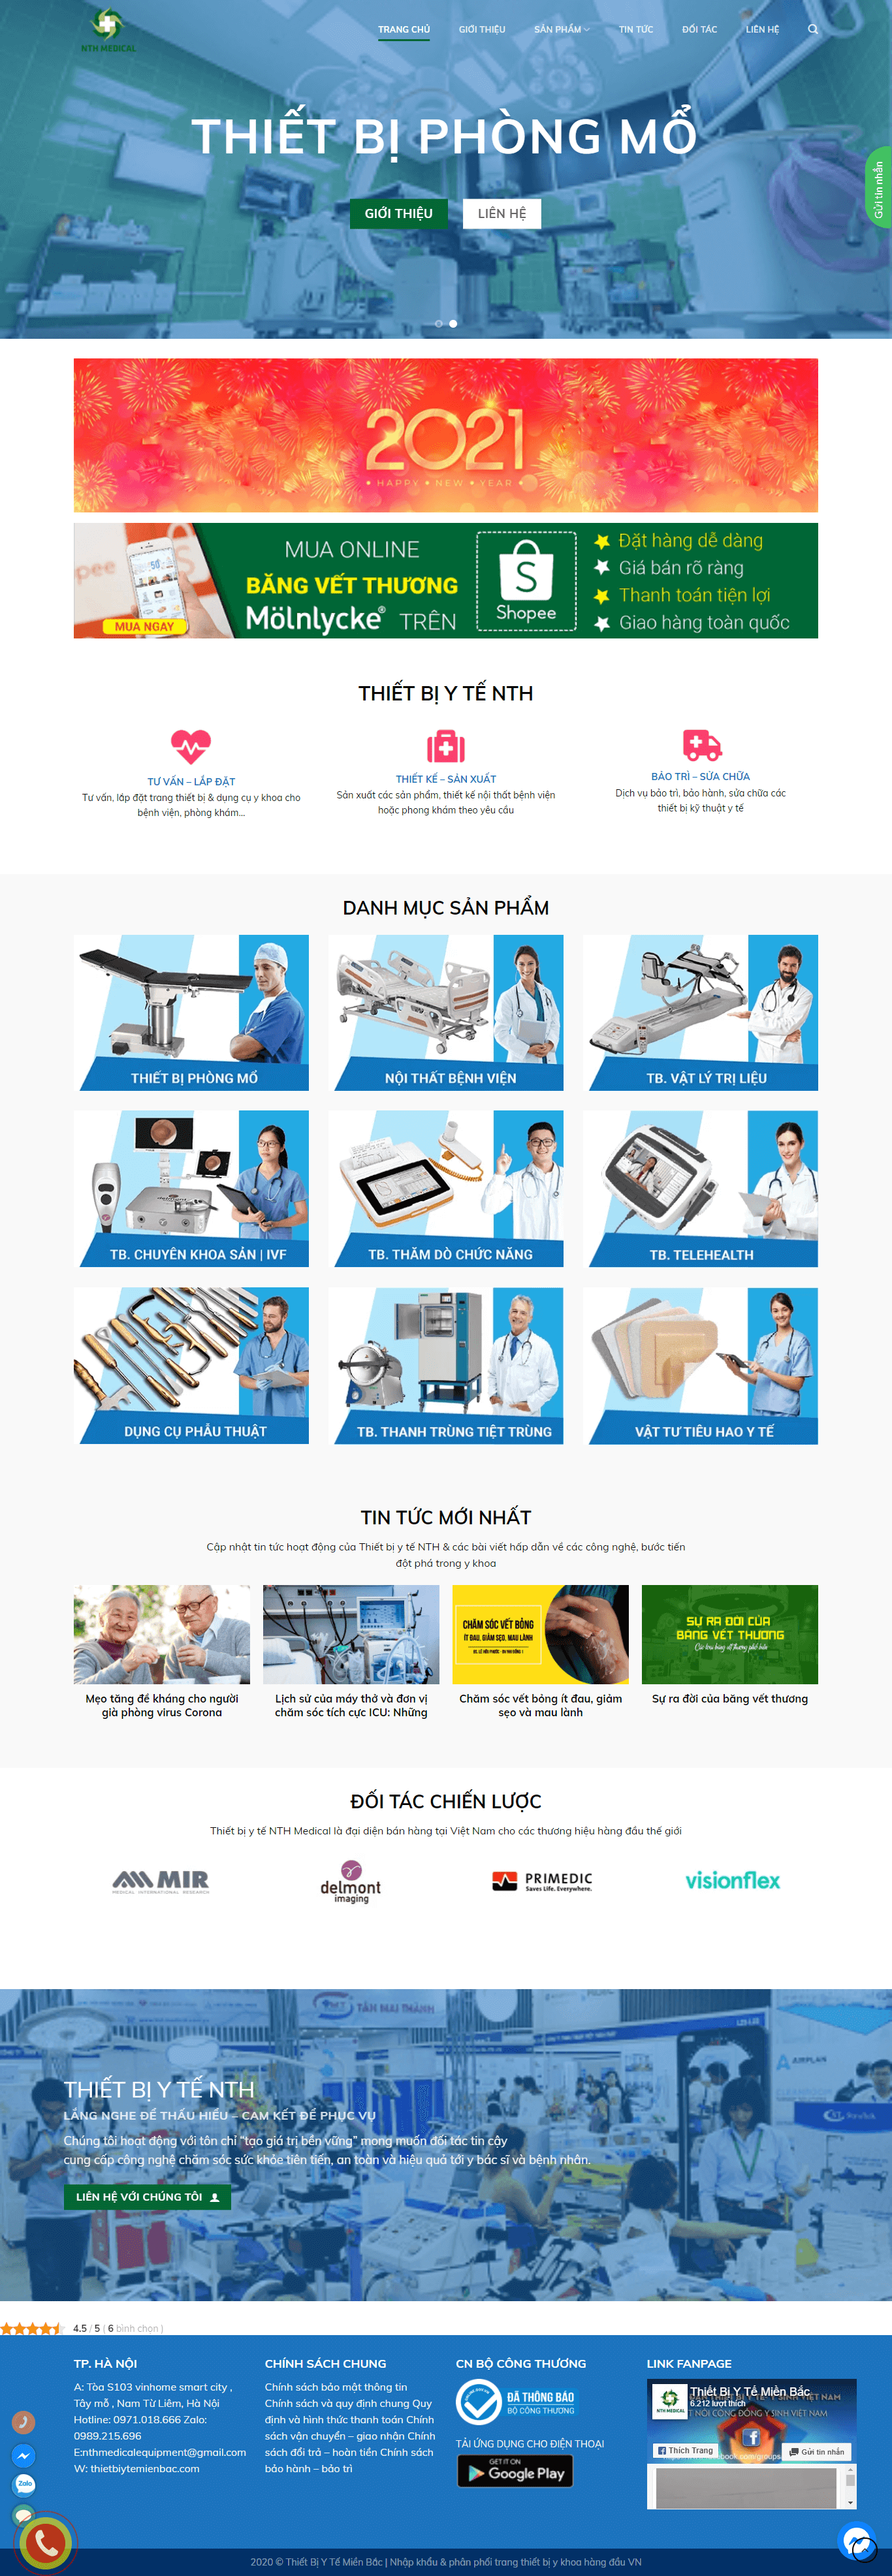 NTH MEDICAL
TRANG CHỦ
GIỚI THIỆU
SẢN PHẨM
TIN TỨC
ĐỐI TÁC
LIÊN HỆ
THIẾT BỊ PHÒNG MỔ
GIỚI THIỆU
LIÊN HỆ
Gửi tin nhắn
2021
HAPPY • NEW • YEAR
MUA NGAY
MUA ONLINE
BĂNG VẾT THƯƠNG
Mölnlycke® TRÊN
Shopee
Đặt hàng dễ dàng
Giá bán rõ ràng
Thanh toán tiện lợi
Giao hàng toàn quốc
THIẾT BỊ Y TẾ NTH
TƯ VẤN – LẮP ĐẶT
Tư vấn, lắp đặt trang thiết bị & dụng cụ y khoa cho
bệnh viện, phòng khám...
THIẾT KẾ – SẢN XUẤT
Sản xuất các sản phẩm, thiết kế nội thất bệnh viện
hoặc phong khám theo yêu cầu
BẢO TRÌ – SỬA CHỮA
Dịch vụ bảo trì, bảo hành, sửa chữa các
thiết bị kỹ thuật y tế
DANH MỤC SẢN PHẨM
THIẾT BỊ PHÒNG MỔ
NỘI THẤT BỆNH VIỆN
TB. VẬT LÝ TRỊ LIỆU
TB. CHUYÊN KHOA SẢN | IVF
TB. THĂM DÒ CHỨC NĂNG
TB. TELEHEALTH
DỤNG CỤ PHẪU THUẬT
TB. THANH TRÙNG TIỆT TRÙNG
VẬT TƯ TIÊU HAO Y TẾ
TIN TỨC MỚI NHẤT
Cập nhật tin tức hoạt động của Thiết bị y tế NTH & các bài viết hấp dẫn về các công nghệ, bước tiến
đột phá trong y khoa
Mẹo tăng đề kháng cho người
già phòng virus Corona
Lịch sử của máy thở và đơn vị
chăm sóc tích cực ICU: Những
CHĂM SÓC VẾT BỎNG
ÍT ĐAU, GIẢM SẸO, MAU LÀNH
Chăm sóc vết bỏng ít đau, giảm
sẹo và mau lành
SỰ RA ĐỜI CỦA
BĂNG VẾT THƯƠNG
Sự ra đời của băng vết thương
ĐỐI TÁC CHIẾN LƯỢC
Thiết bị y tế NTH Medical là đại diện bán hàng tại Việt Nam cho các thương hiệu hàng đầu thế giới
MIR
MEDICAL INTERNATIONAL RESEARCH
delmont
imaging
PRIMEDIC
Saves Life. Everywhere.
visionflex
THIẾT BỊ Y TẾ NTH
LẮNG NGHE ĐỂ THẤU HIỂU – CAM KẾT ĐỂ PHỤC VỤ
Chúng tôi hoạt động với tôn chỉ “tạo giá trị bền vững” mong muốn đối tác tin cậy
cung cấp công nghệ chăm sóc sức khỏe tiên tiến, an toàn và hiệu quả tới y bác sĩ và bệnh nhân.
LIÊN HỆ VỚI CHÚNG TÔI
4.5 / 5 ( 6 bình chọn )
TP. HÀ NỘI
A: Tòa S103 vinhome smart city ,
Tây mỗ , Nam Từ Liêm, Hà Nội
Hotline: 0971.018.666 Zalo:
0989.215.696
E:nthmedicalequipment@gmail.com
W: thietbiytemienbac.com
CHÍNH SÁCH CHUNG
Chính sách bảo mật thông tin
Chính sách và quy định chung Quy
định và hình thức thanh toán Chính
sách vận chuyển – giao nhận Chính
sách đổi trả – hoàn tiền Chính sách
bảo hành – bảo trì
CN BỘ CÔNG THƯƠNG
ĐÃ THÔNG BÁO
BỘ CÔNG THƯƠNG
TẢI ỨNG DỤNG CHO ĐIỆN THOẠI
GET IT ON
Google Play
LINK FANPAGE
Thiết Bị Y Tế Miền Bắc
6.212 lượt thích
NTH MEDICAL
Thích Trang
Gửi tin nhắn
Zalo
2020 © Thiết Bị Y Tế Miền Bắc | Nhập khẩu & phân phối trang thiết bị y khoa hàng đầu VN